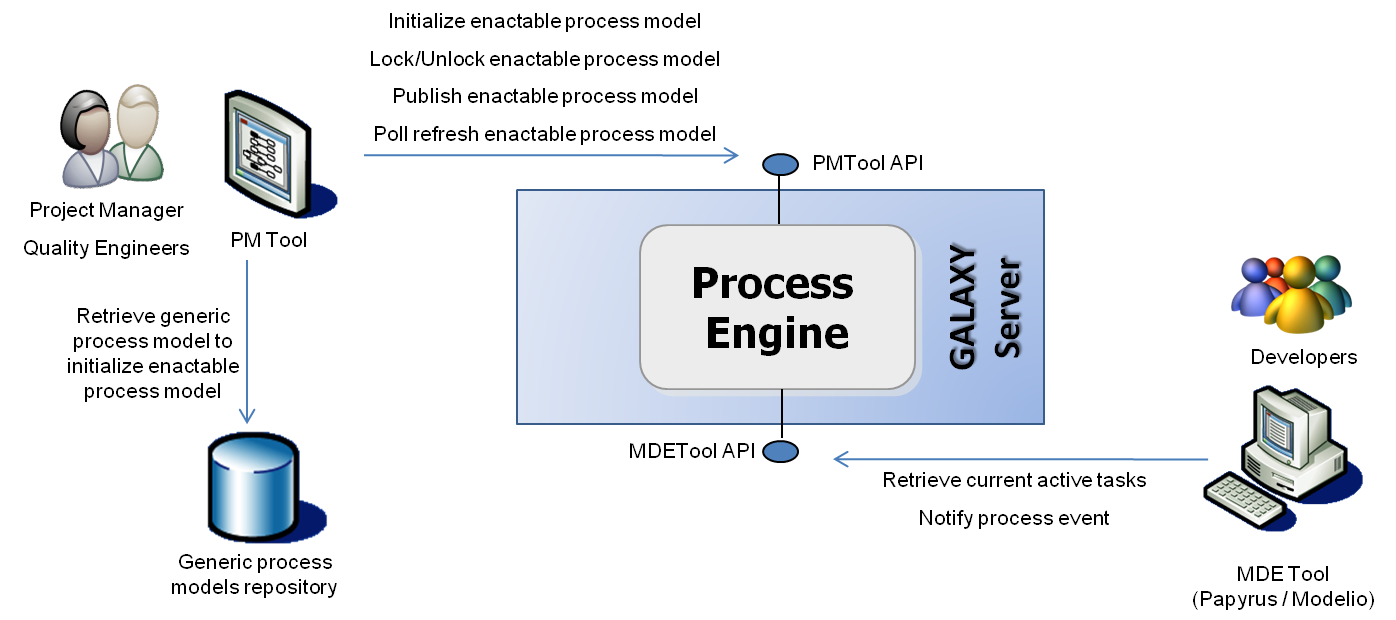 Initialize enactable process model
Lock/Unlock enactable process model
Publish enactable process model
Poll refresh enactable process model
PMTool API
Project Manager
Quality Engineers
PM Tool
Process
Engine
GALAXY
Server
Retrieve generic
process model to
initialize enactable
process model
Developers
MDETool API
Retrieve current active tasks
Notify process event
Generic process
models repository
MDE Tool
(Papyrus / Modelio)